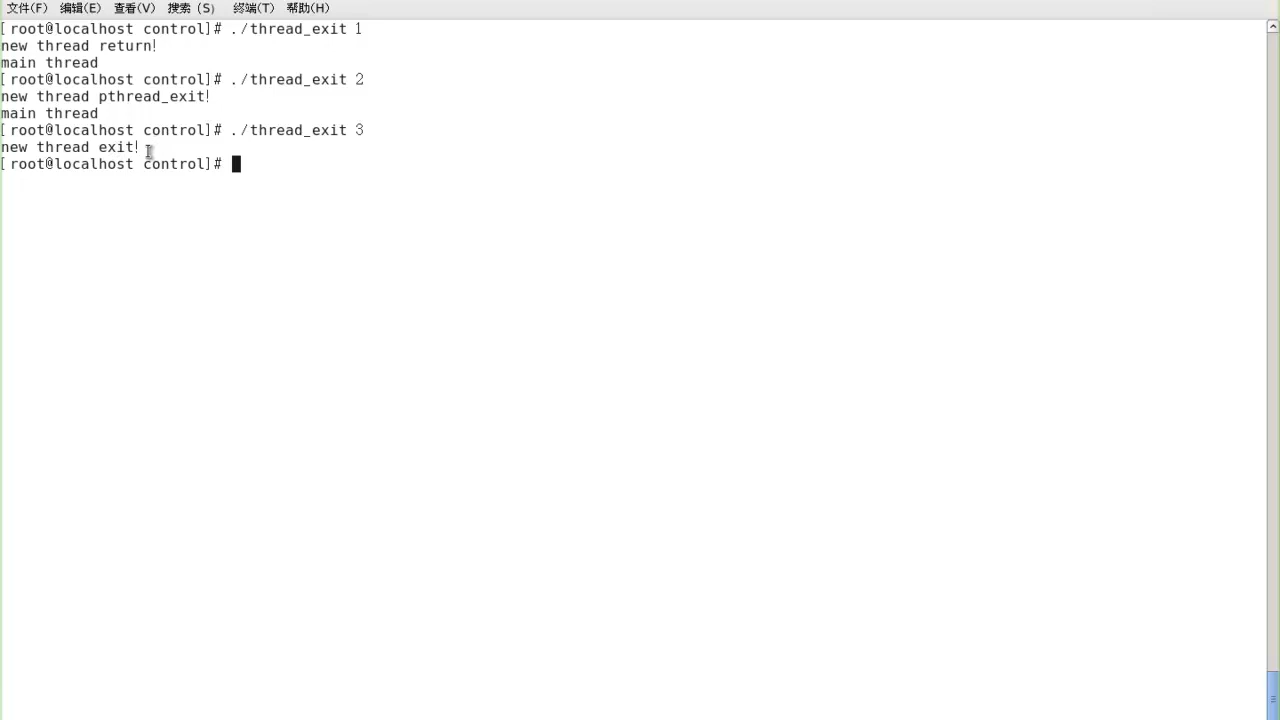 文件(F) 编辑(E) 查看(V) 搜索 (S) 终端(T) 帮助(H)
[root@localhost control]# ./thread_exit 1
new thread return!
main thread
[root@localhost control]# ./thread_exit 2
new thread pthread_exit!
main thread
[root@localhost control]# ./thread_exit 3
new thread exit!
[root@localhost control]#